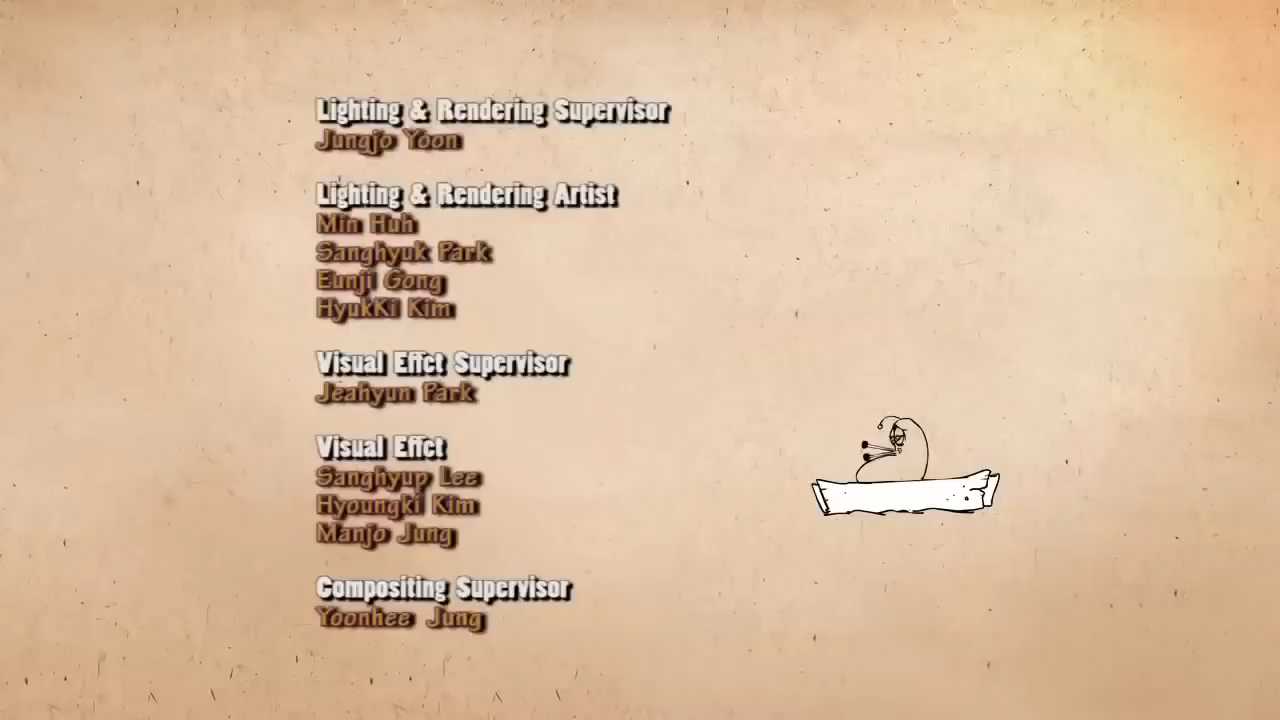 Lighting & Rendering Supervisor
Jungjo Yoon
Lighting & Rendering Artist
Min Huh
Sanghyuk Park
Eunji Gong
HyukKi Kim
Visual Effct Supervisor
Jeahyun Park
Visual Effct
Sanghyup Lee
Hyoungki Kim
Manjo Jung
Compositing Supervisor
Yoonhee Jung